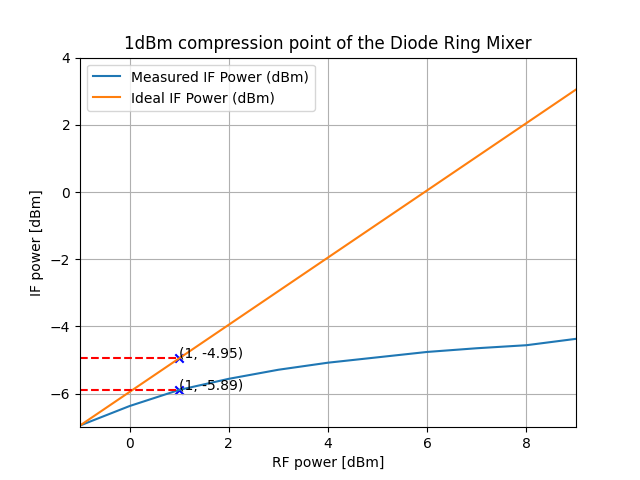 1dBm compression point of the Diode Ring Mixer
Measured IF Power (dBm)
Ideal IF Power (dBm)
4
2
0
−2
−4
−6
IF power [dBm]
(1, -4.95)
(1, -5.89)
0
2
4
6
8
RF power [dBm]